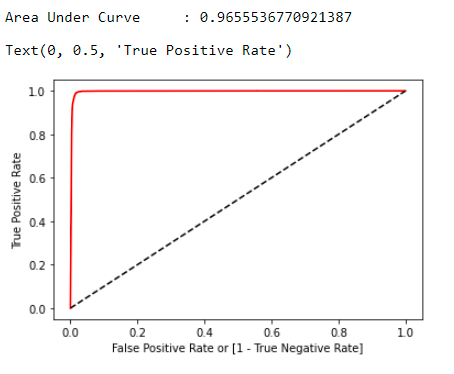 Area Under Curve     : 0.9655536770921387
Text(0, 0.5, 'True Positive Rate')
1.0
0.8
0.6
0.4
0.2
0.0
True Positive Rate
0.0 0.2 0.4 0.6 0.8 1.0
False Positive Rate or [1 - True Negative Rate]